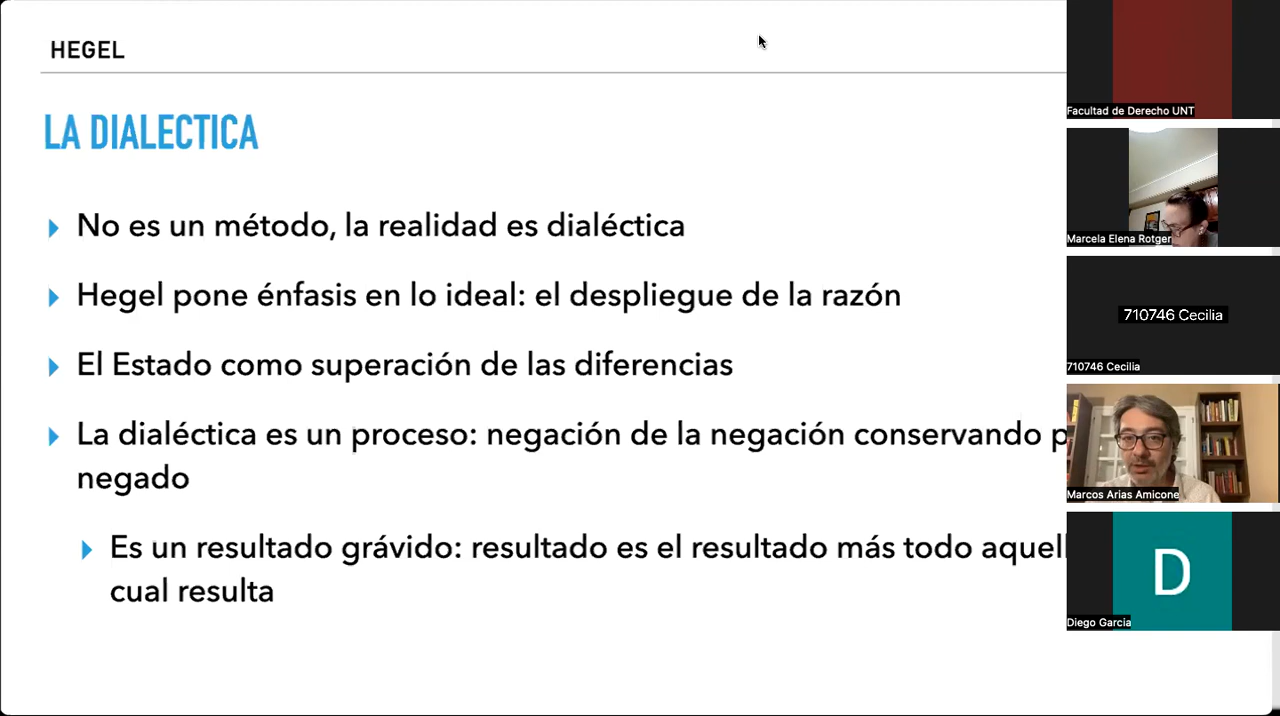 HEGEL
LA DIALECTICA
No es un método, la realidad es dialéctica
Hegel pone énfasis en lo ideal: el despliegue de la razón
El Estado como superación de las diferencias
La dialéctica es un proceso: negación de la negación conservando
negado
Es un resultado grávido: resultado es el resultado más todo
cual resulta
Facultad de Derecho UNT
Marcela Elena Rotger
710746 Cecilia
710746 Cecilia
Marcos Arias Amicone
D
Diego Garcia